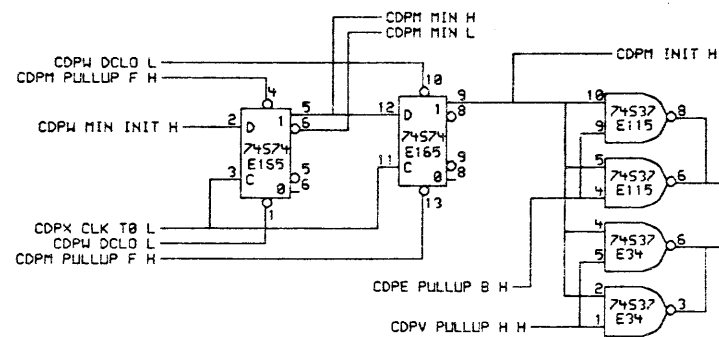 CDPM MIN H
CDPM MIN L
CDPW DCLO L
CDPM PULLUP F H
CDPM INIT H
4
10
2
D
1
5
6
12
D
1
9
8
10
74S37
E115
8
9
CDPW MIN INIT H
74S74
E155
74S74
E165
3
C
0
5
6
11
C
0
9
8
5
74S37
E115
6
4
1
13
CDPX CLK T0 L
CDPW DCLO L
CDPM PULLUP F H
4
74S37
E34
6
5
CDPE PULLUP B H
2
74S37
E34
3
1
CDPV PULLUP H H